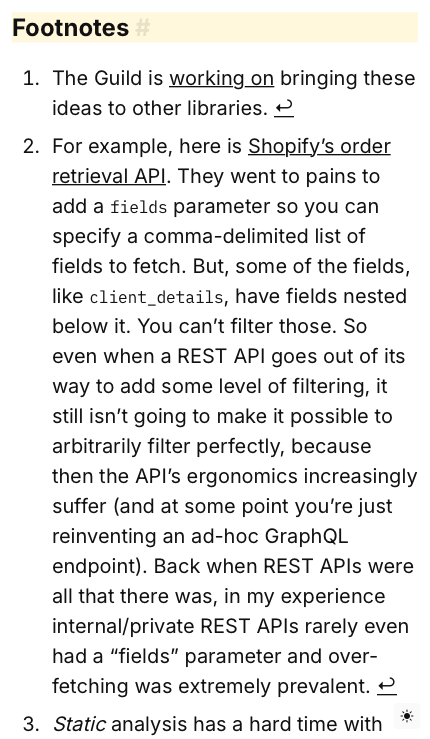 Footnotes #
1. The Guild is working on bringing these
ideas to other libraries. ↩
2. For example, here is Shopify’s order
retrieval API. They went to pains to
add a fields parameter so you can
specify a comma-delimited list of
fields to fetch. But, some of the fields,
like client_details, have fields nested
below it. You can’t filter those. So
even when a REST API goes out of its
way to add some level of filtering, it
still isn’t going to make it possible to
arbitrarily filter perfectly, because
then the API’s ergonomics increasingly
suffer (and at some point you’re just
reinventing an ad-hoc GraphQL
endpoint). Back when REST APIs were
all that there was, in my experience
internal/private REST APIs rarely even
had a “fields” parameter and over-
fetching was extremely prevalent. ↩
3. Static analysis has a hard time with